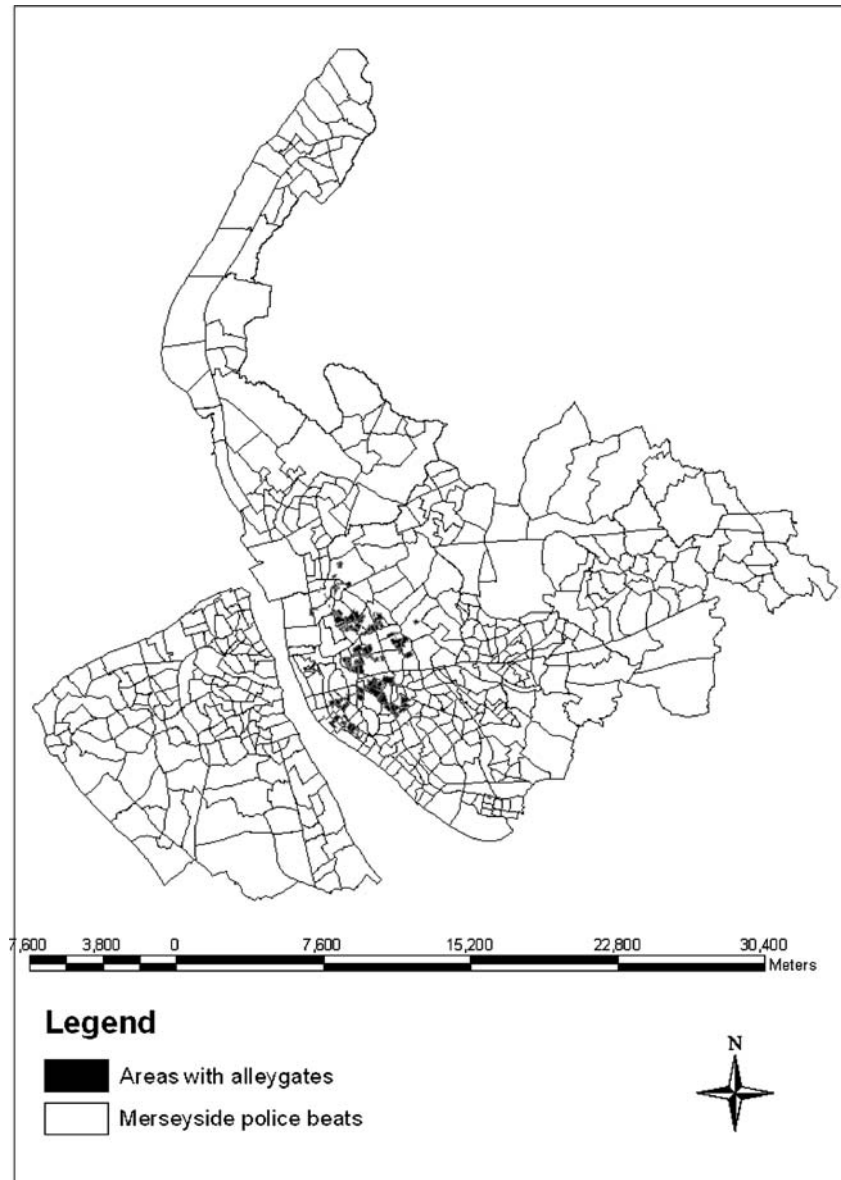 7,600 3,800 0 7,600 15,200 22,800 30,400
Meters
Legend
N
Areas with alleygates
Merseyside police beats